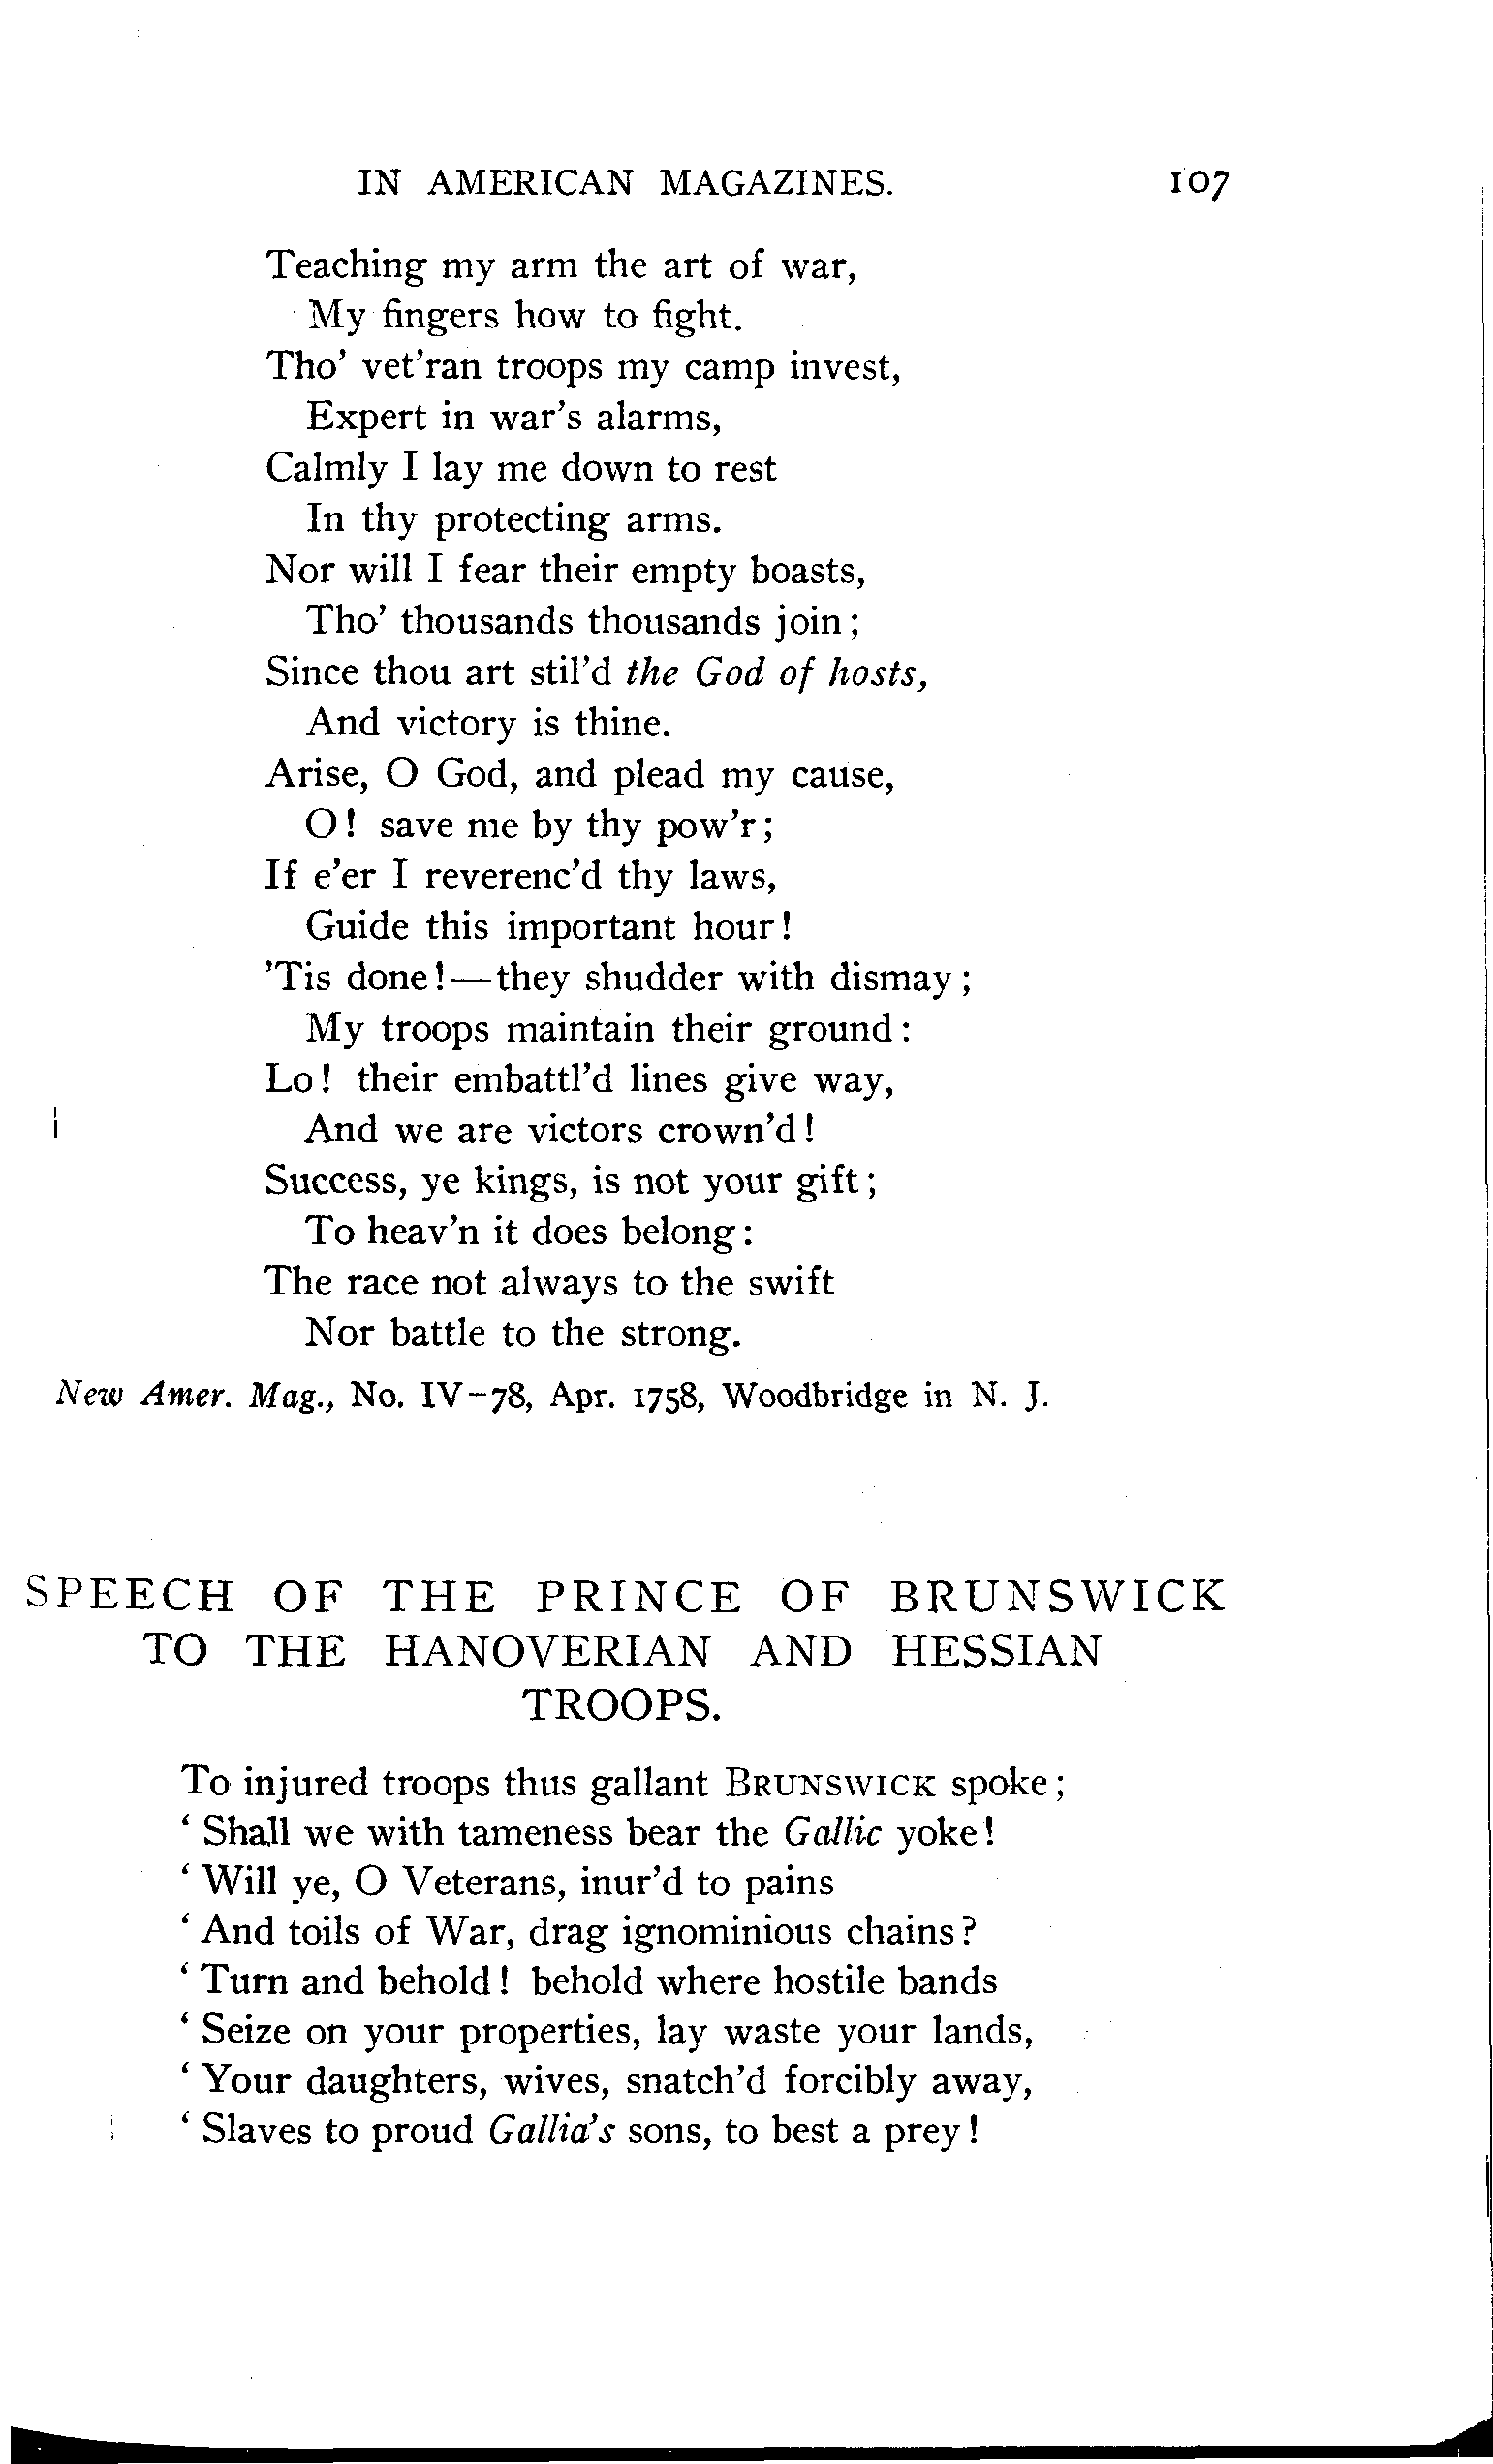 IN AMERICAN MAGAZINES. 107
Teaching my arm the art of war,
My fingers how to fight.
Tho' vet'ran troops my camp invest,
Expert in war's alarms,
Calmly I lay me down to rest
In thy protecting arms.
Nor will I fear their empty boasts,
Tho' thousands thousands join;
Since thou art stil'd the God of hosts,
And victory is thine.
Arise, O God, and plead my cause,
O! save me by thy pow'r;
If e'er I reverenc'd thy laws,
Guide this important hour!
'Tis done!—they shudder with dismay;
My troops maintain their ground:
Lo! their embattl'd lines give way,
And we are victors crown'd!
Success, ye kings, is not your gift;
To heav'n it does belong:
The race not always to the swift
Nor battle to the strong.
New Amer. Mag., No. IV-78, Apr. 1758, Woodbridge in N. J.
SPEECH OF THE PRINCE OF BRUNSWICK
TO THE HANOVERIAN AND HESSIAN
TROOPS.
To injured troops thus gallant BRUNSWICK spoke;
‘ Shall we with tameness bear the Gallic yoke!
‘ Will ye, O Veterans, inur'd to pains
‘ And toils of War, drag ignominious chains?
‘ Turn and behold! behold where hostile bands
‘ Seize on your properties, lay waste your lands,
‘ Your daughters, wives, snatch'd forcibly away,
‘ Slaves to proud Gallia's sons, to best a prey!